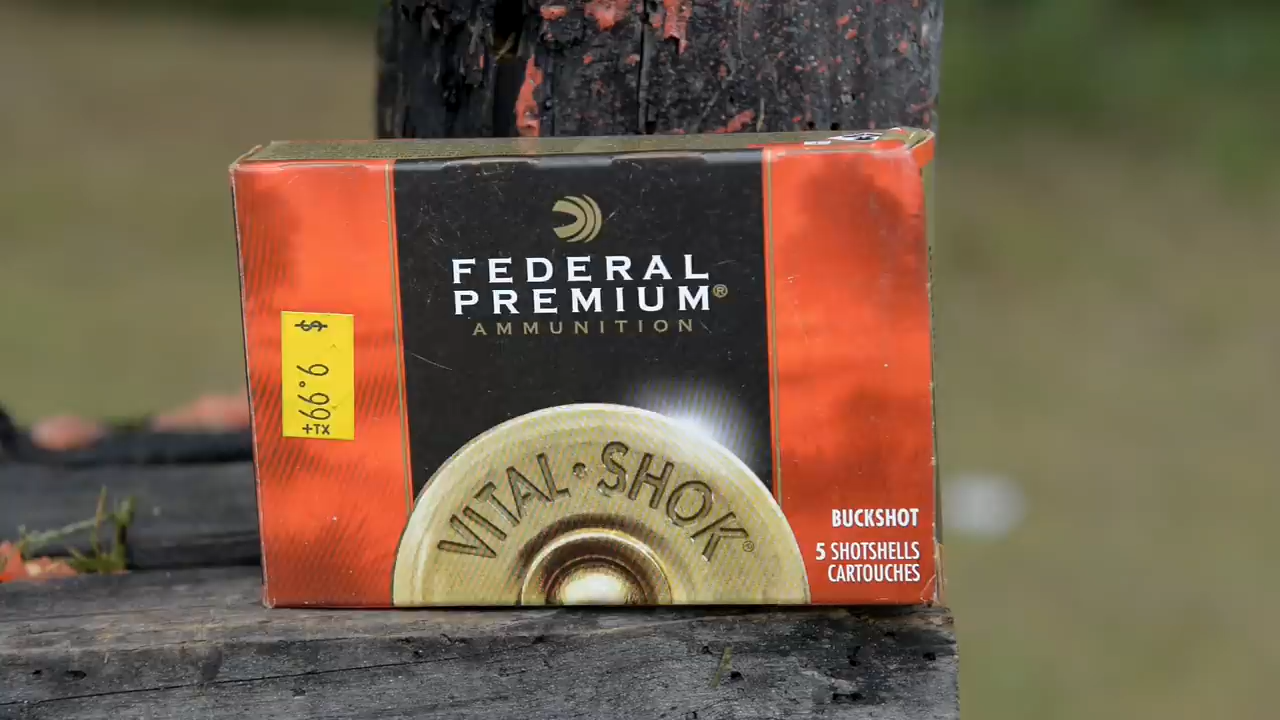 FEDERAL
PREMIUM®
AMMUNITION
$ 9.99
+TX
VITAL•SHOK®
BUCKSHOT
5 SHOTSHELLS
CARTOUCHES